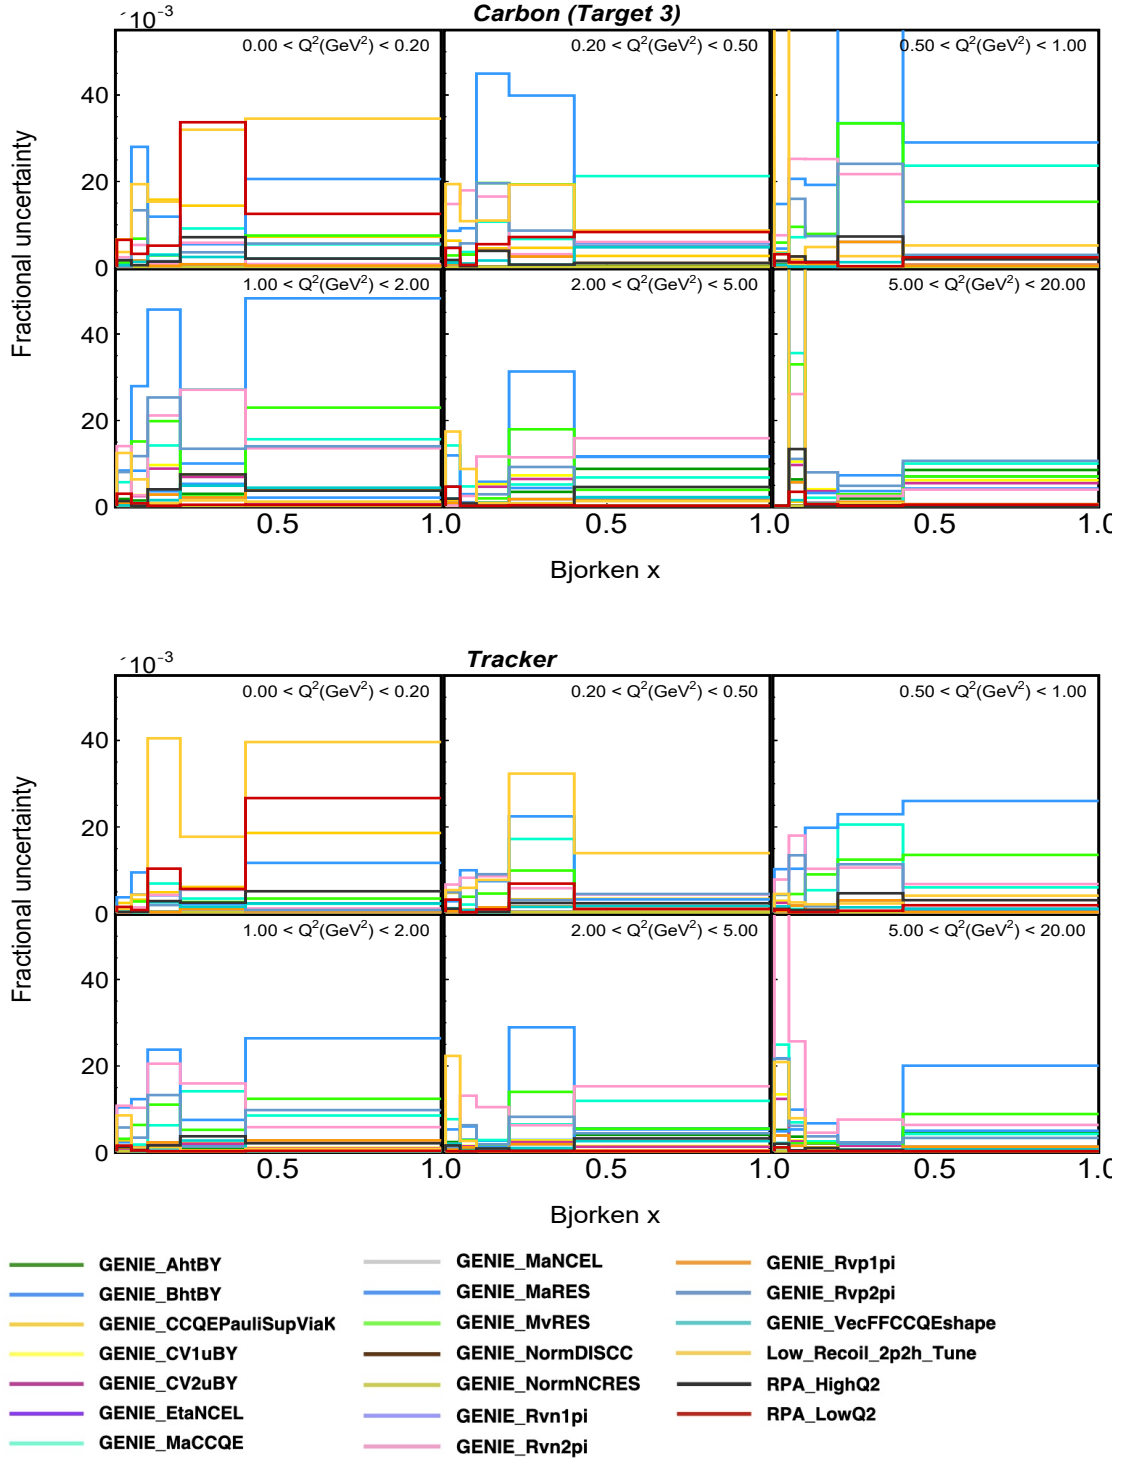 ´10⁻³
Carbon (Target 3)
Fractional uncertainty
0.00 < Q²(GeV²) < 0.20
0.20 < Q²(GeV²) < 0.50
0.50 < Q²(GeV²) < 1.00
40
20
0
1.00 < Q²(GeV²) < 2.00
2.00 < Q²(GeV²) < 5.00
5.00 < Q²(GeV²) < 20.00
40
20
0
0.5
1.0
0.5
1.0
0.5
1.0
Bjorken x
´10⁻³
Tracker
Fractional uncertainty
0.00 < Q²(GeV²) < 0.20
0.20 < Q²(GeV²) < 0.50
0.50 < Q²(GeV²) < 1.00
40
20
0
Fractional uncertainty
1.00 < Q²(GeV²) < 2.00
2.00 < Q²(GeV²) < 5.00
5.00 < Q²(GeV²) < 20.00
40
20
0
0.5
1.0
0.5
1.0
0.5
1.0
Bjorken x
GENIE_AhtBY
GENIE_BhtBY
GENIE_CCQEPauliSupViaK
GENIE_CV1uBY
GENIE_CV2uBY
GENIE_EtaNCEL
GENIE_MaCCQE
GENIE_MaNCEL
GENIE_MaRES
GENIE_MvRES
GENIE_NormDISCC
GENIE_NormNCRES
GENIE_Rvn1pi
GENIE_Rvn2pi
GENIE_Rvp1pi
GENIE_Rvp2pi
GENIE_VecFFCCQEshape
Low_Recoil_2p2h_Tune
RPA_HighQ2
RPA_LowQ2